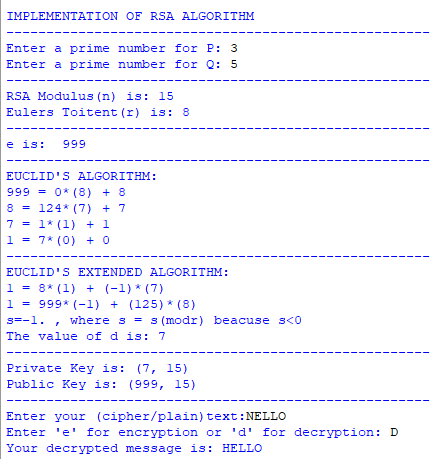 IMPLEMENTATION OF RSA ALGORITHM
Enter a prime number for P: 3
Enter a prime number for Q: 5
RSA Modulus(n) is: 15
Eulers Toitent(r) is: 8
e is:  999
EUCLID'S ALGORITHM:
999 = 0*(8) + 8
8 = 124*(7) + 7
7 = 1*(1) + 1
1 = 7*(0) + 0
EUCLID'S EXTENDED ALGORITHM:
1 = 8*(1) + (-1)*(7)
1 = 999*(-1) + (125)*(8)
s=-1. , where s = s(modr) beacuse s<0
The value of d is: 7
Private Key is: (7, 15)
Public Key is: (999, 15)
Enter your (cipher/plain)text:NELLO
Enter 'e' for encryption or 'd' for decryption: D
Your decrypted message is: HELLO